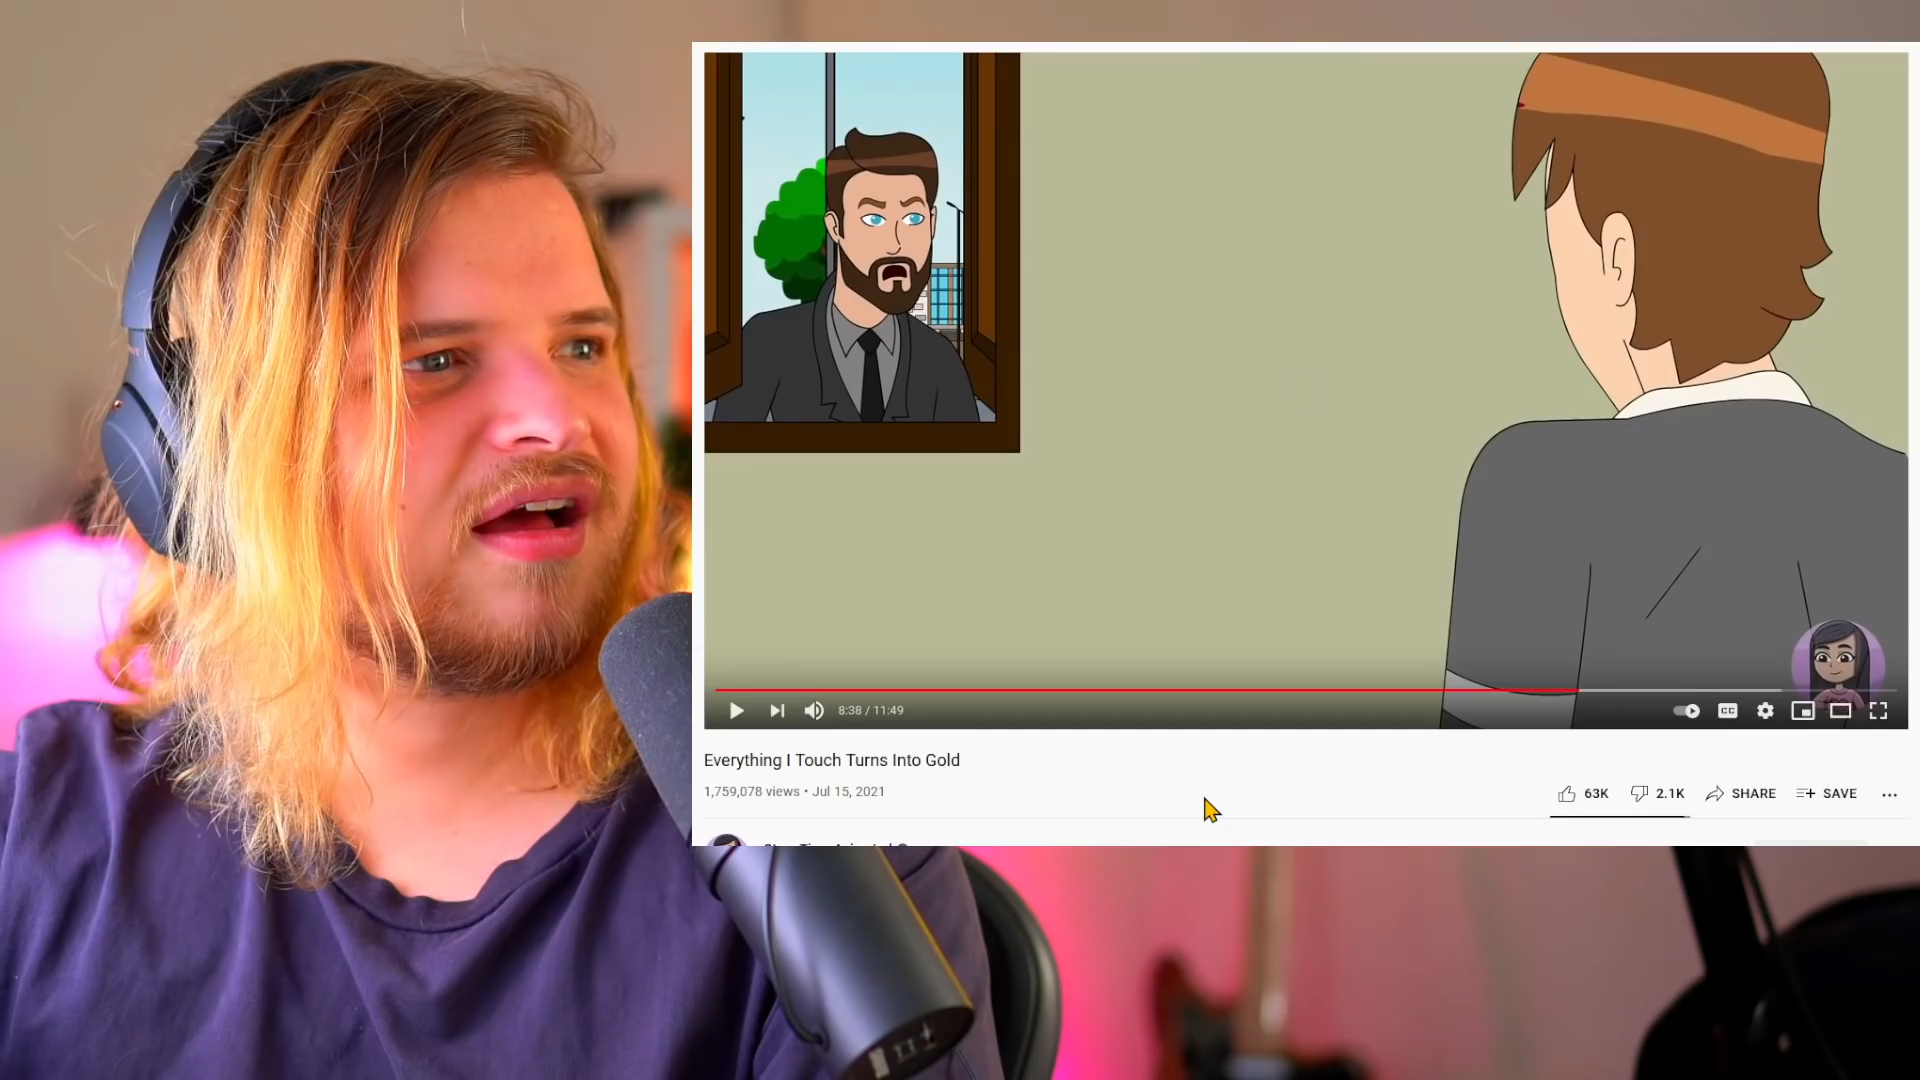 8:38 / 11:49
CC
Everything I Touch Turns Into Gold
1,759,078 views • Jul 15, 2021
63K
2.1K
SHARE
SAVE